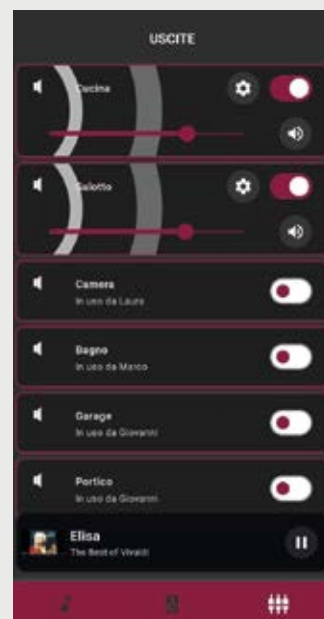 USCITE
Cucina
Salotto
Camera
In uso da Laura
Bagno
In uso da Marco
Garage
In uso da Giovanni
Portico
In uso da Giovanni
Elisa
The Best of Vivaldi